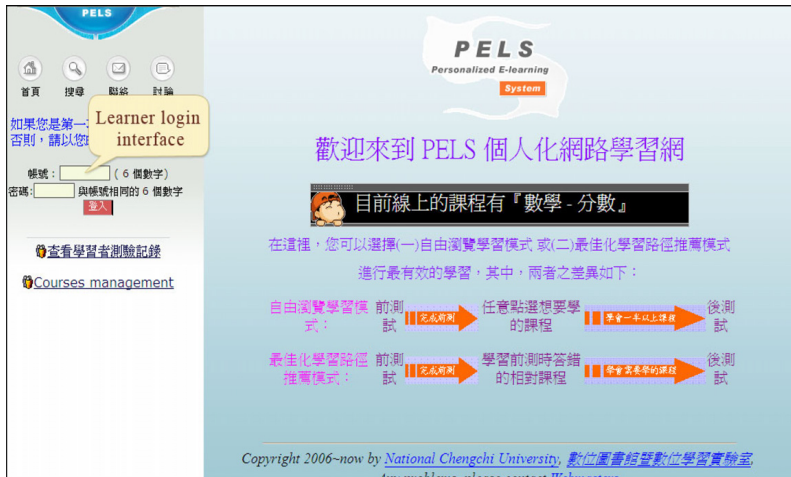 PELS
首頁 搜尋 聯絡 討論
如果您是第一
否則，請以您
Learner login
interface
帳號： ( 6 個數字)
密碼: 與帳號相同的 6 個數字
登入
查看學習者測驗記錄
Courses management
PELS
Personalized E-learning
System
歡迎來到 PELS 個人化網路學習網
目前線上的課程有『數學 - 分數』
在這裡，您可以選擇(一)自由瀏覽學習模式 或(二)最佳化學習路徑推薦模式
進行最有效的學習，其中，兩者之差異如下：
自由瀏覽學習模
式：
前測
試
完成前測
任意點選想要學
的課程
學會一半以上課程
後測
試
最佳化學習路徑
推薦模式：
前測
試
完成前測
學習前測時答錯
的相對課程
學會需要學的課程
後測
試
Copyright 2006~now by National Chengchi University, 數位圖書館暨數位學習實驗室,